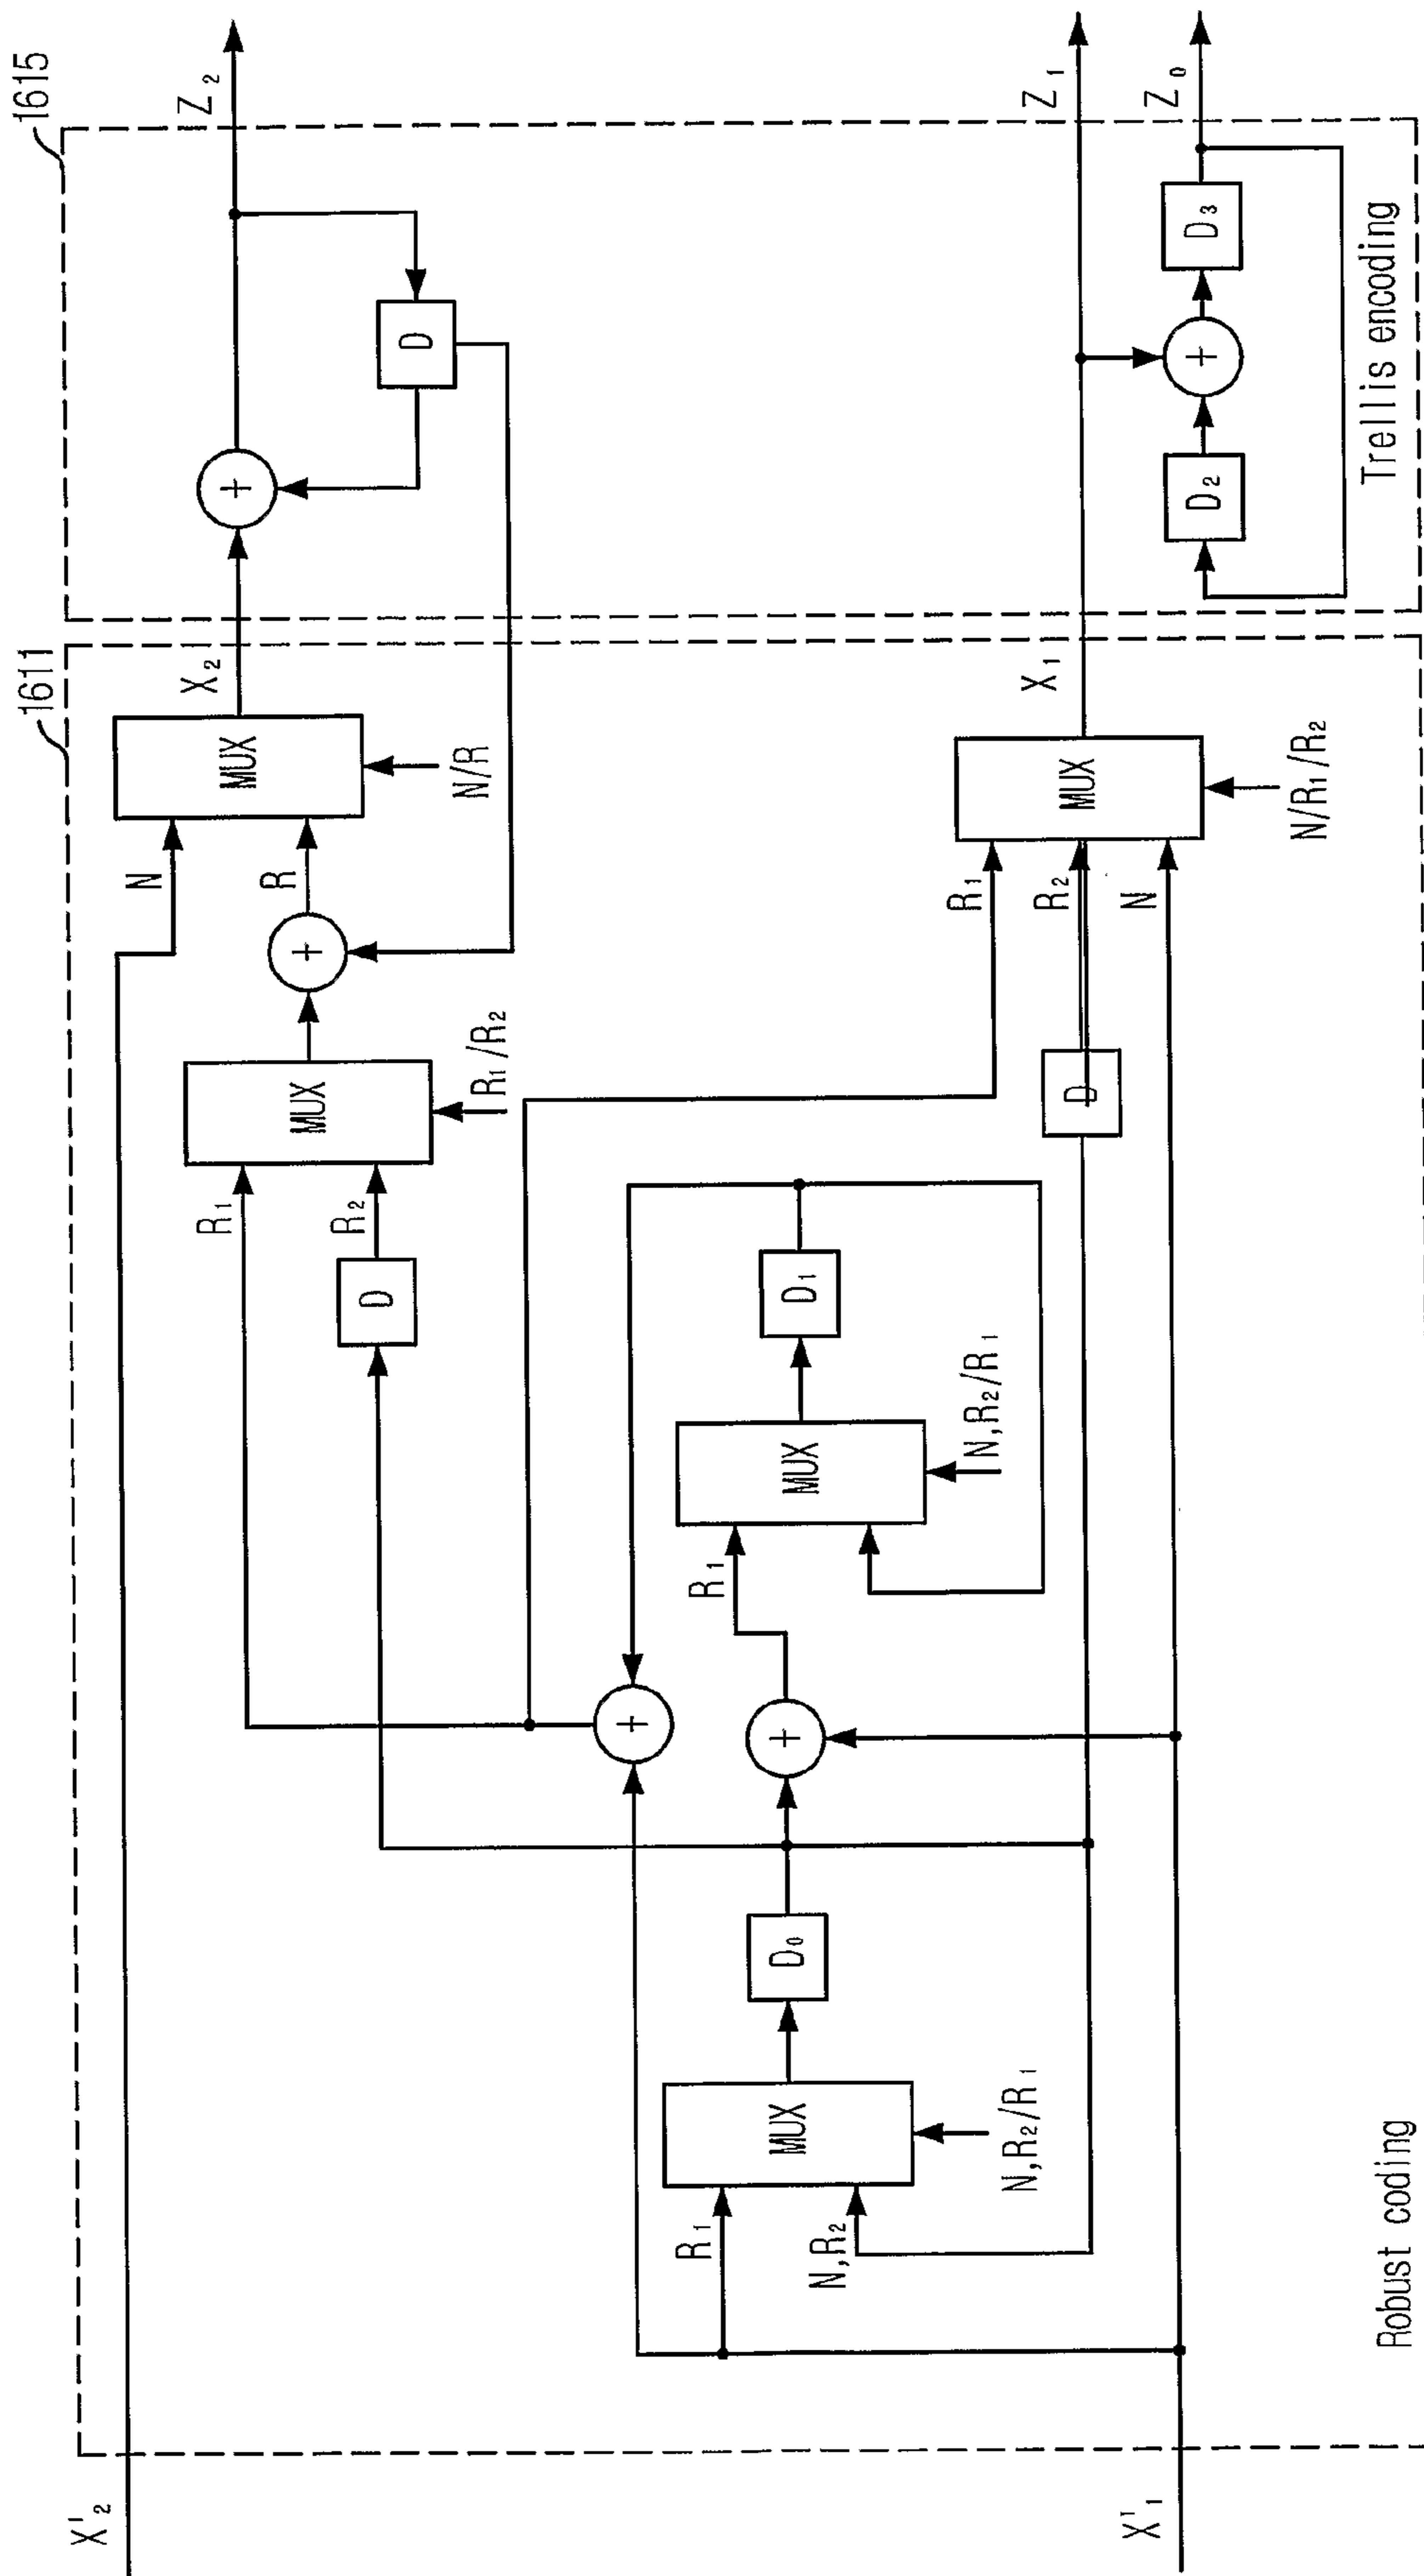 1615
1611
Z₂
Z₁
Z₀
D
D₃
+
+
D₂
Trellis encoding
X₂
X₁
MUX
N/R
MUX
N/R₁/R₂
N
R
R₁
R₂
N
+
MUX
R₁/R₂
D
R₁
R₂
D
D₁
MUX
N,R₂/R₁
R₁
+
+
D₀
MUX
N,R₂/R₁
R₁
N,R₂
Robust coding
X'₂
X'₁